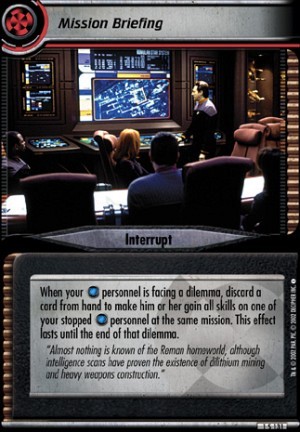 Mission Briefing
Interrupt
When your personnel is facing a dilemma, discard a
card from hand to make him or her gain all skills on one of
your stopped personnel at the same mission. This effect
lasts until the end of that dilemma.
"Almost nothing is known of the Reman homeworld, although
intelligence scans have proven the existence of dilithium mining
and heavy weapons construction."